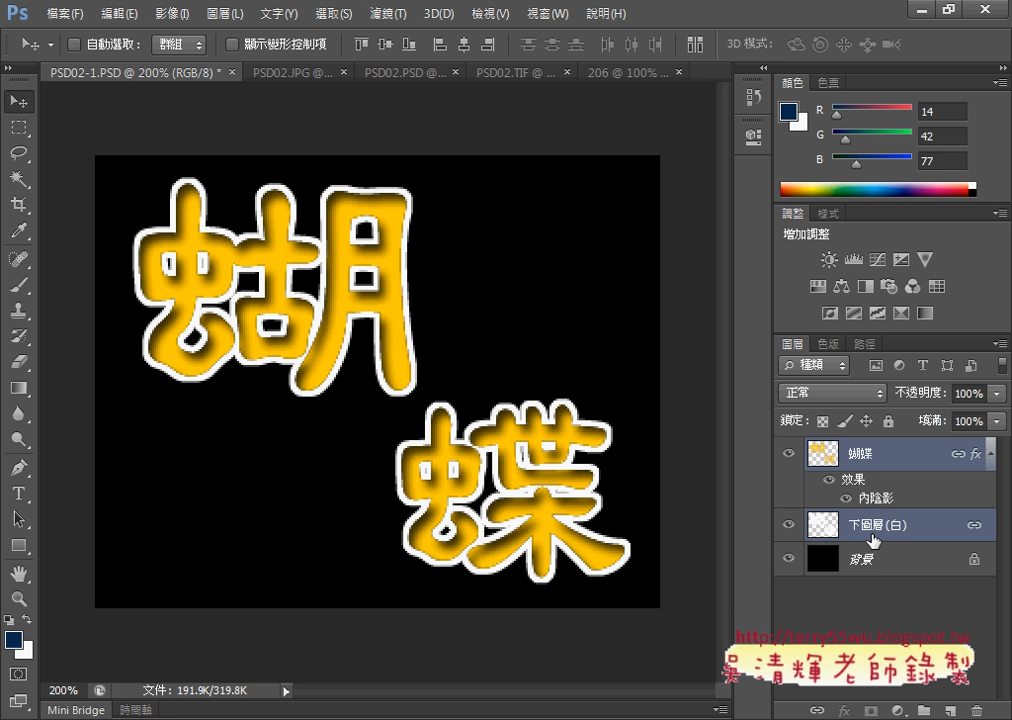 Ps 檔案(F) 編輯(E) 影像(I) 圖層(L) 文字(Y) 選取(S) 濾鏡(T) 3D(D) 檢視(V) 視窗(W) 說明(H)
自動選取： 群組 顯示變形控制項 3D 模式：
PSD02-1.PSD @ 200% (RGB/8) * × PSD02.JPG @... × PSD02.PSD @... × PSD02.TIF @ ... × 206 @ 100% ... ×
顏色 色票
R 14
G 42
B 77
調整 樣式
增加調整
圖層 色版 路徑
種類
正常 不透明度： 100%
鎖定： 填滿： 100%
蝴蝶 fx
效果
內陰影
下圖層(白)
背景
蝴
蝶
http://terry55wu.blogspot.tw
吳清輝老師錄製
200% 文件：191.9K/319.8K
Mini Bridge 時間軸